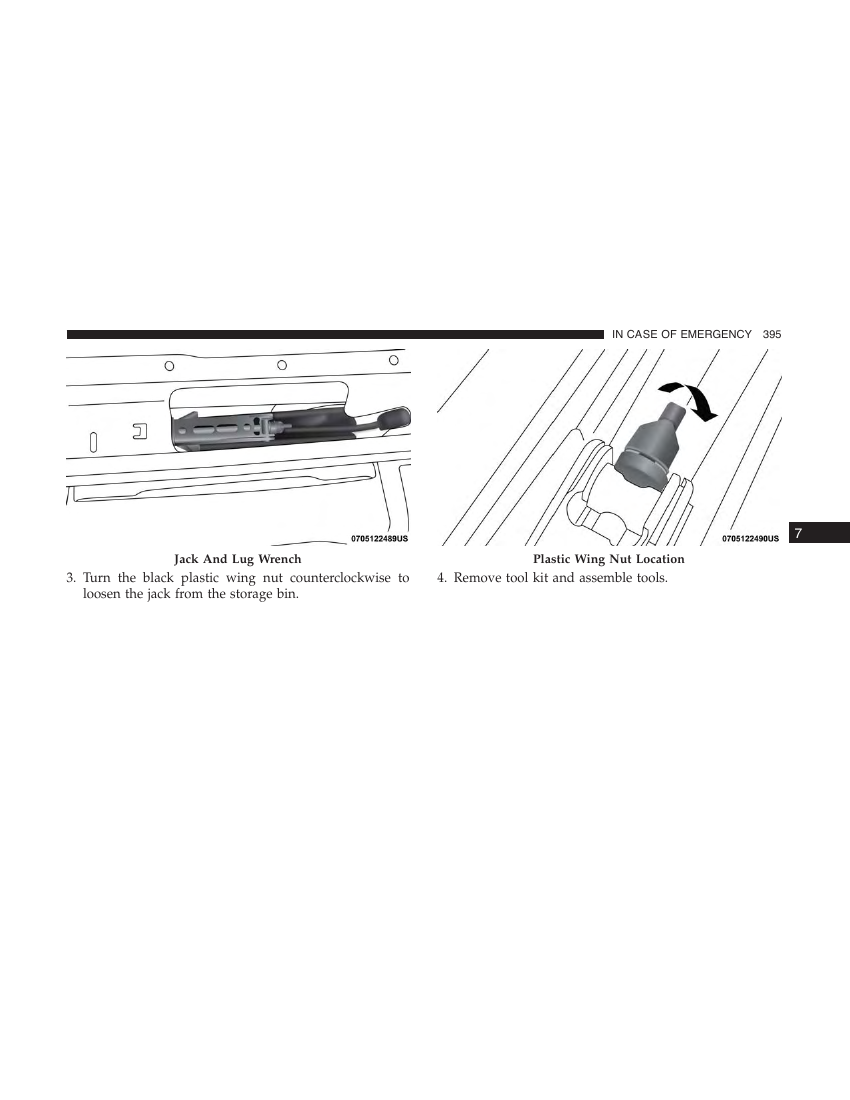 IN CASE OF EMERGENCY 395
0705122489US
Jack And Lug Wrench
3. Turn the black plastic wing nut counterclockwise to
loosen the jack from the storage bin.
0705122490US
Plastic Wing Nut Location
4. Remove tool kit and assemble tools.
7